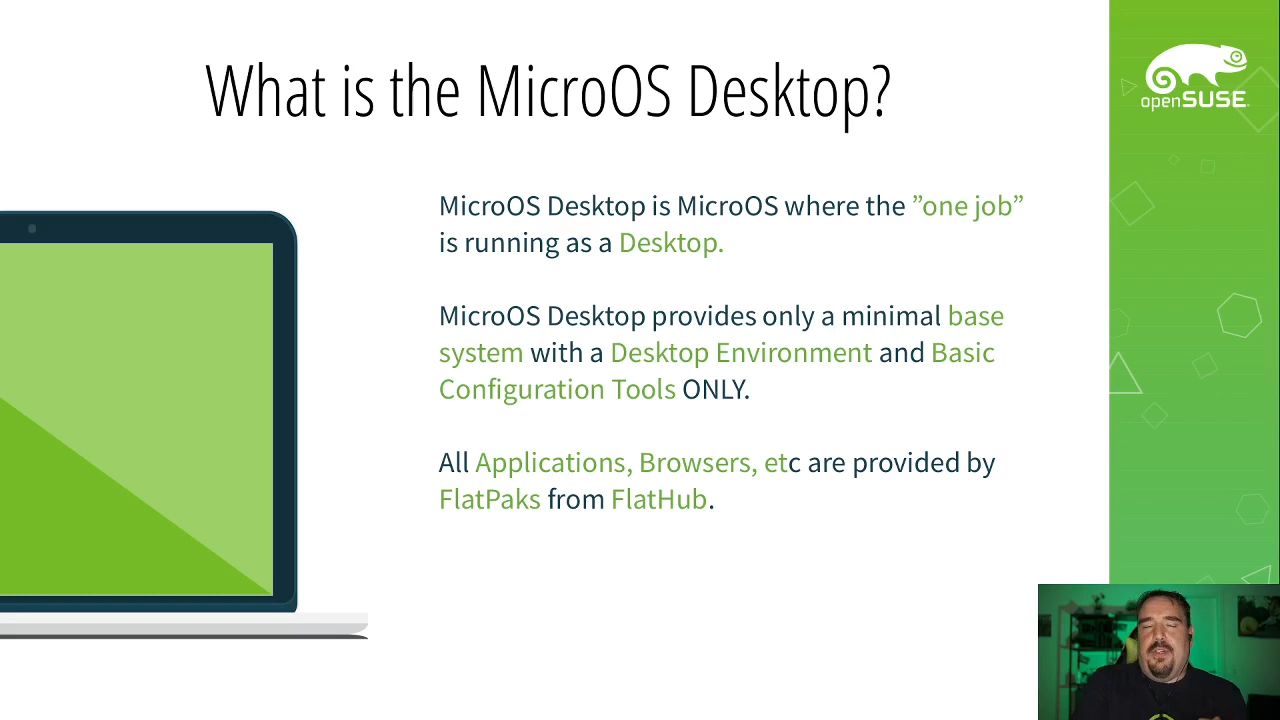 What is the MicroOS Desktop?
openSUSE
MicroOS Desktop is MicroOS where the ”one job”
is running as a Desktop.
MicroOS Desktop provides only a minimal base
system with a Desktop Environment and Basic
Configuration Tools ONLY.
All Applications, Browsers, etc are provided by
FlatPaks from FlatHub.